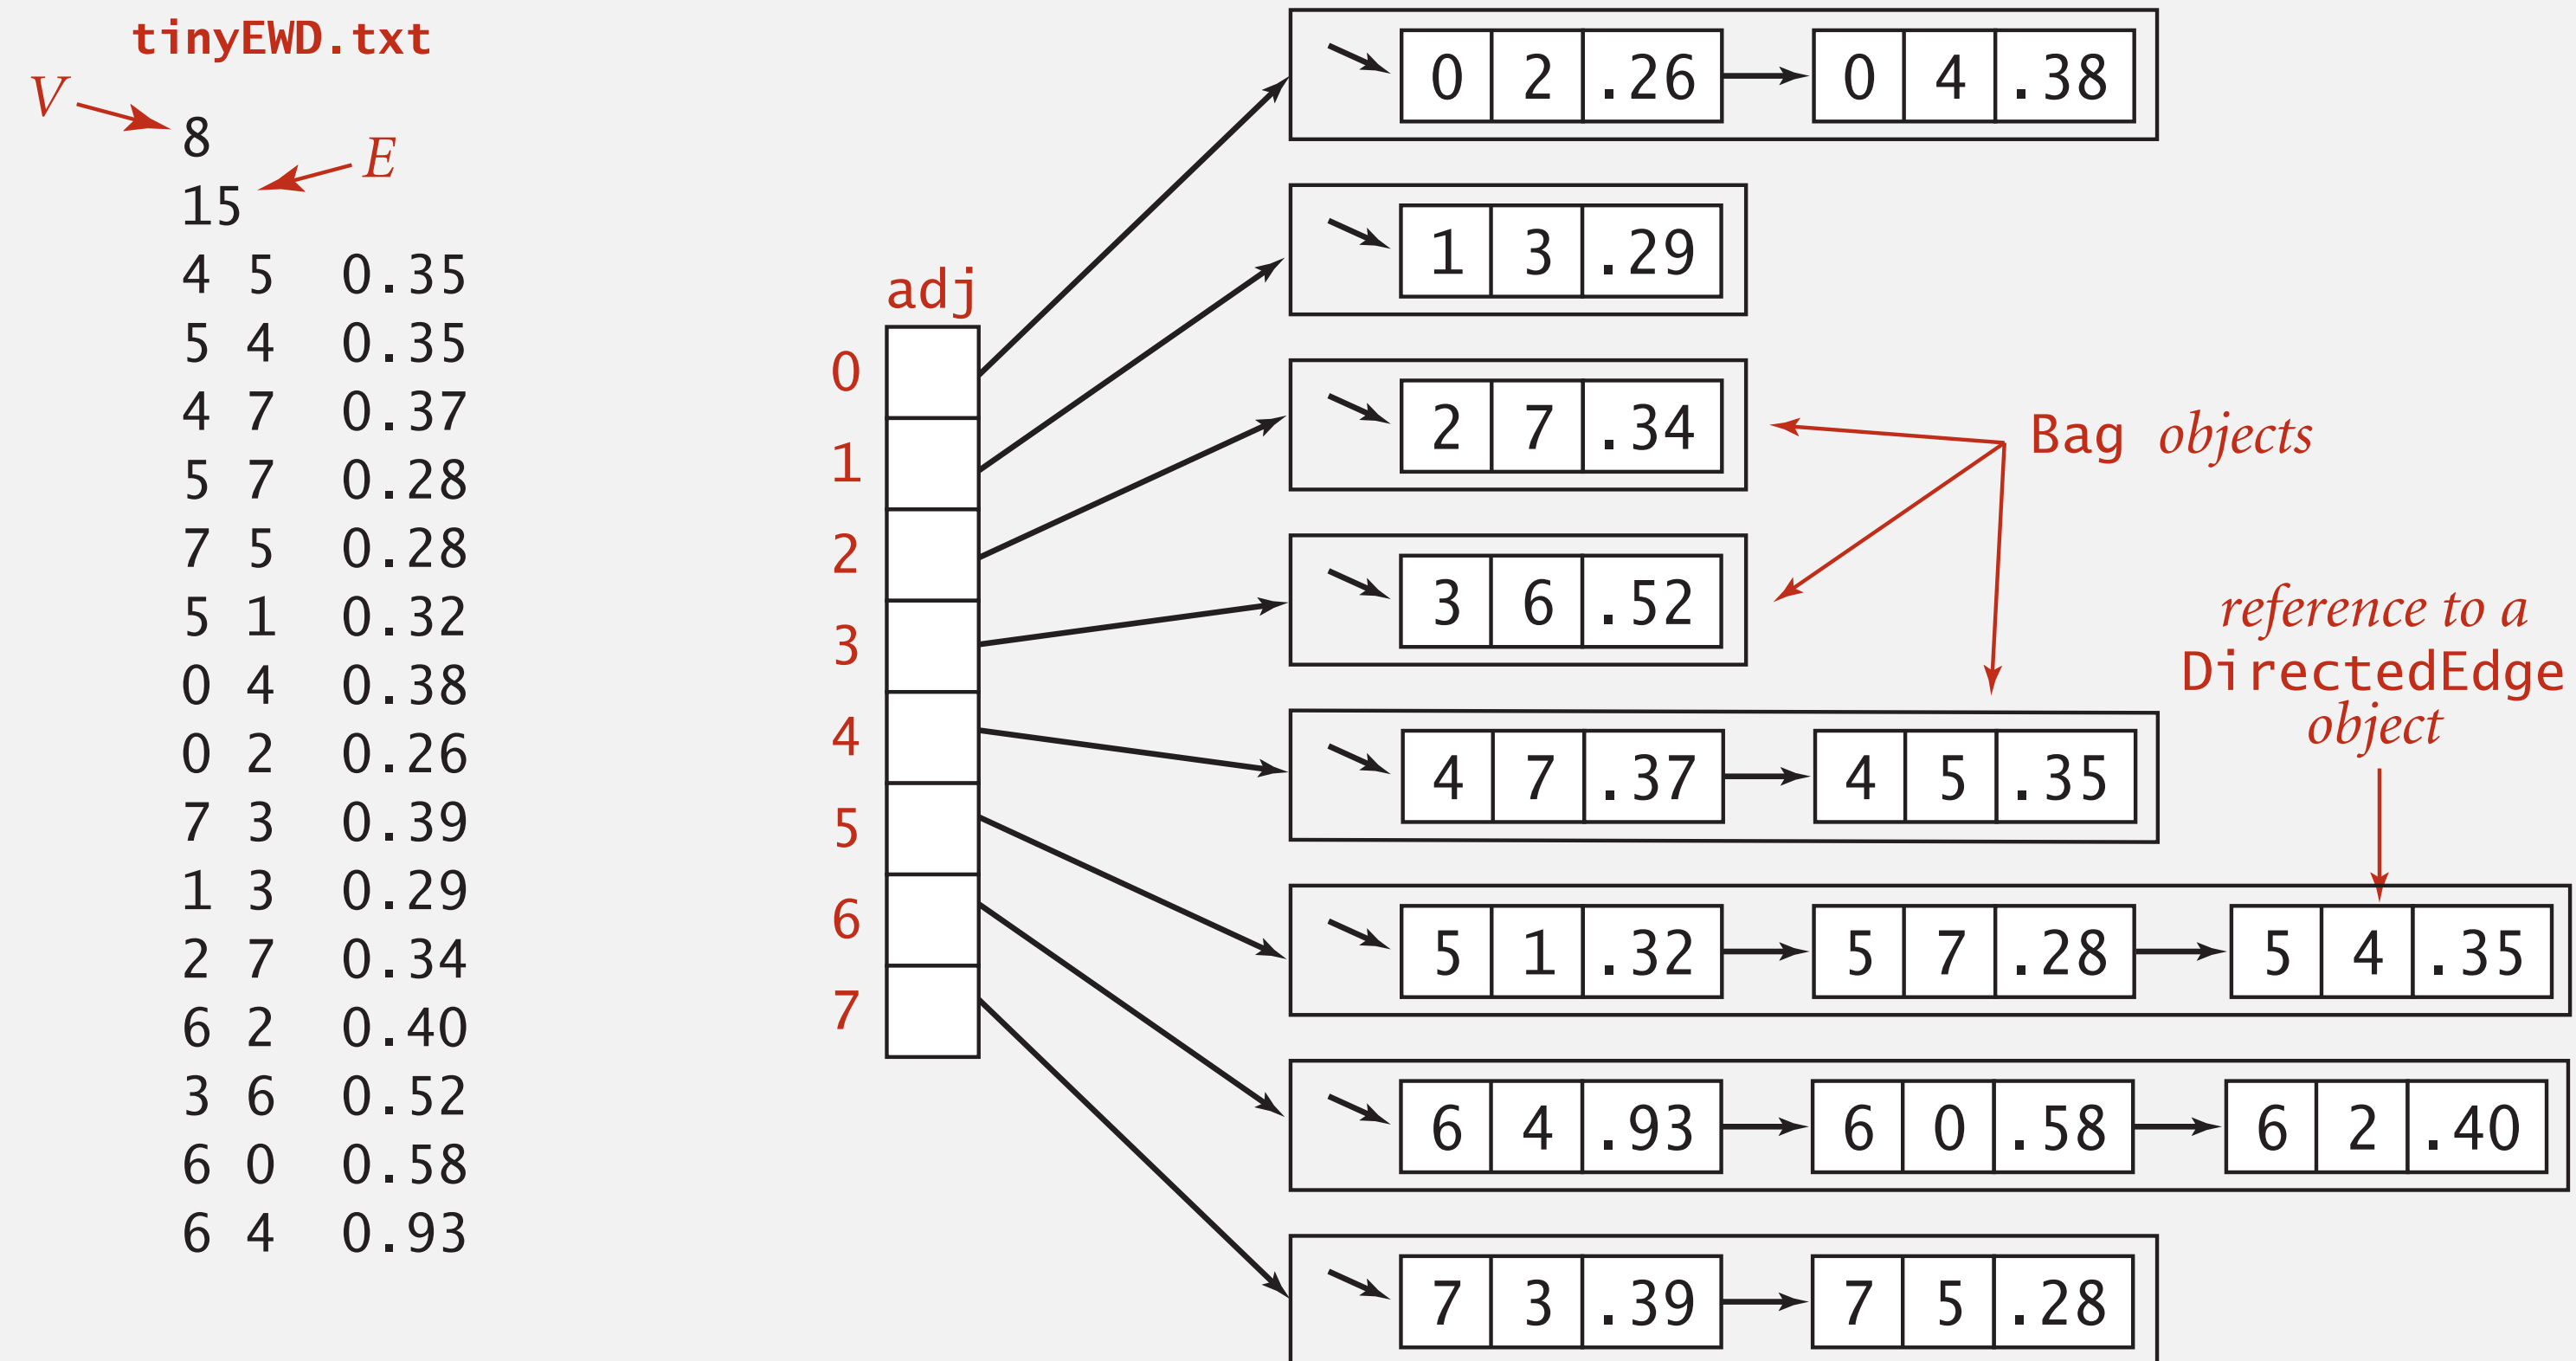 tinyEWD.txt
V
8
E
15
4 5 0.35
5 4 0.35
4 7 0.37
5 7 0.28
7 5 0.28
5 1 0.32
0 4 0.38
0 2 0.26
7 3 0.39
1 3 0.29
2 7 0.34
6 2 0.40
3 6 0.52
6 0 0.58
6 4 0.93
adj
0
1
2
3
4
5
6
7
0 2 .26 0 4 .38
1 3 .29
2 7 .34
3 6 .52
4 7 .37 4 5 .35
5 1 .32 5 7 .28 5 4 .35
6 4 .93 6 0 .58 6 2 .40
7 3 .39 7 5 .28
Bag objects
reference to a
DirectedEdge
object